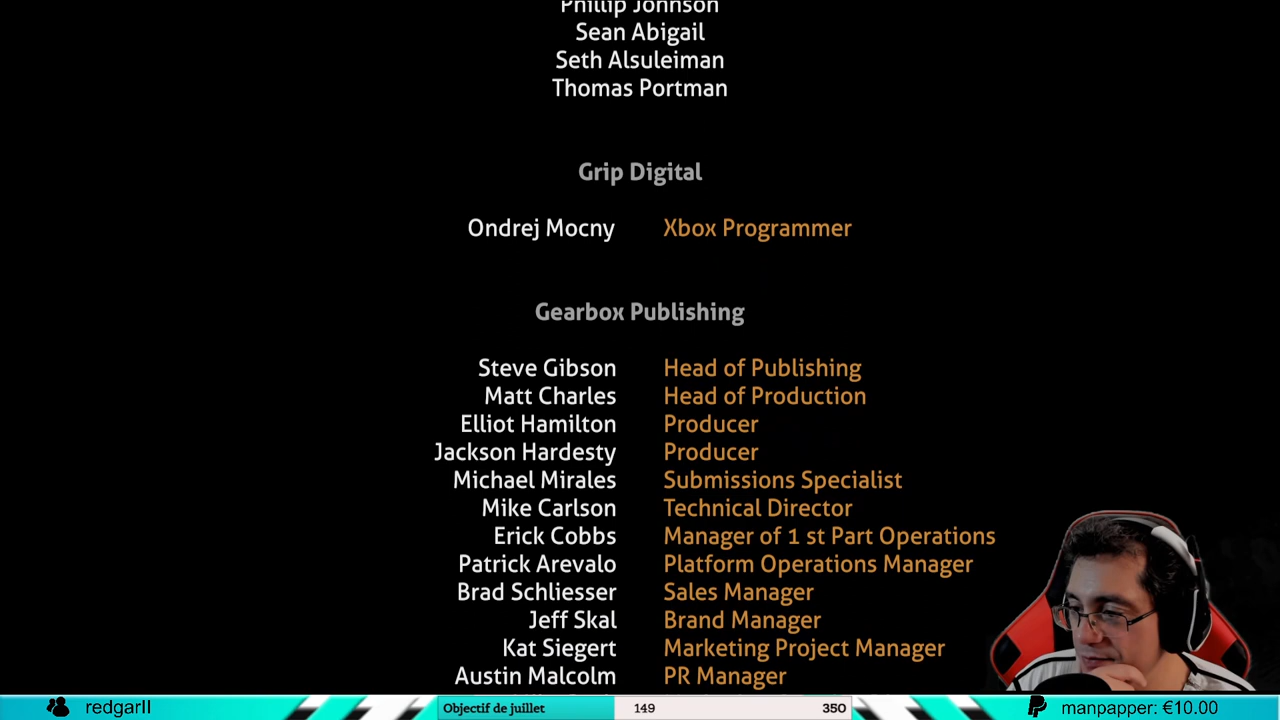 Phillip Johnson
Sean Abigail
Seth Alsuleiman
Thomas Portman
Grip Digital
Ondrej Mocny Xbox Programmer
Gearbox Publishing
Steve Gibson Head of Publishing
Matt Charles Head of Production
Elliot Hamilton Producer
Jackson Hardesty Producer
Michael Mirales Submissions Specialist
Mike Carlson Technical Director
Erick Cobbs Manager of 1 st Part Operations
Patrick Arevalo Platform Operations Manager
Brad Schliesser Sales Manager
Jeff Skal Brand Manager
Kat Siegert Marketing Project Manager
Austin Malcolm PR Manager
redgarII Objectif de juillet 149 350 manpapper: €10.00